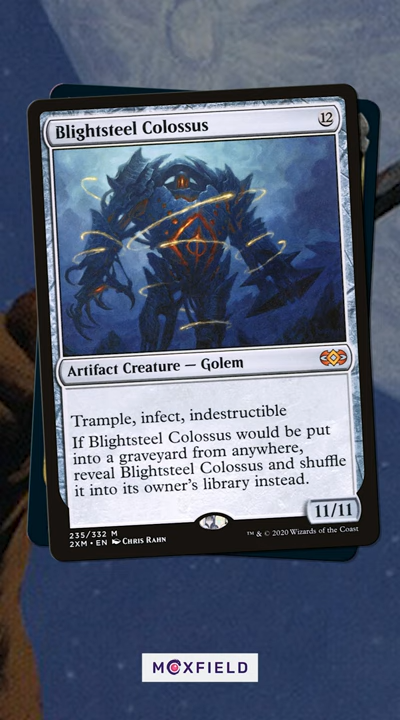 Blightsteel Colossus
12
Artifact Creature — Golem
Trample, infect, indestructible
If Blightsteel Colossus would be put
into a graveyard from anywhere,
reveal Blightsteel Colossus and shuffle
it into its owner's library instead.
11/11
235/332 M
2XM • EN Chris Rahn
™ & © 2020 Wizards of the Coast
MOXFIELD